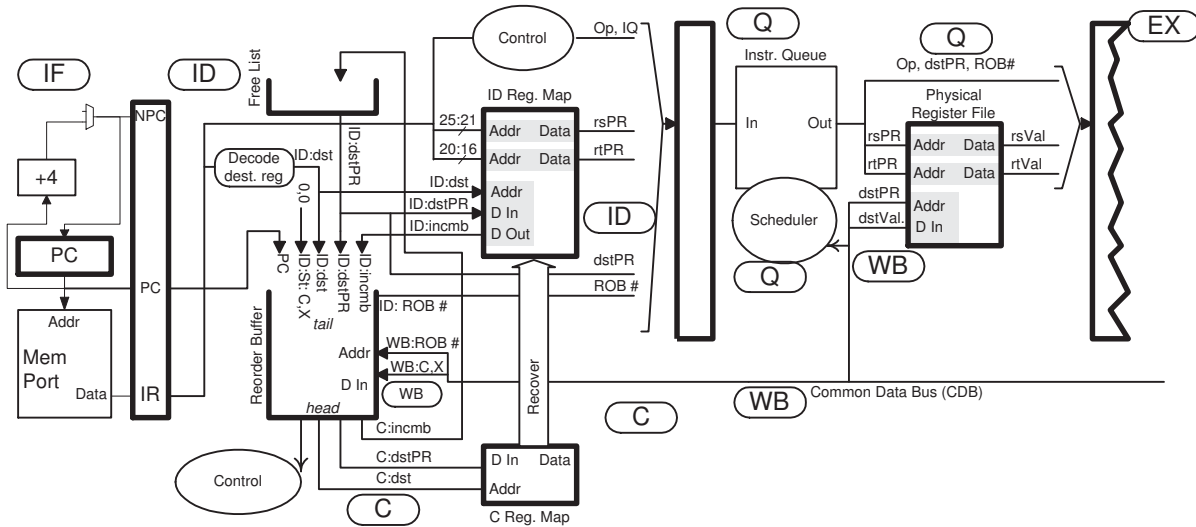 IF
ID
NPC
+4
PC
PC
Addr
Mem
Port
Data
IR
Free List
Decode
dest. reg
ID:dst
0,0
ID:dstPR
PC
ID:St: C,X
ID:dst
ID:dstPR
ID:incmb
tail
Reorder Buffer
Addr
D In
head
WB:ROB #
WB:C,X
WB
C:incmb
C:dstPR
C:dst
Control
C
Control
Op, IQ
ID Reg. Map
25:21
Addr
Data
rsPR
20:16
Addr
Data
rtPR
ID:dst
Addr
ID:dstPR
D In
ID:incmb
D Out
ID
dstPR
ID: ROB #
ROB #
Recover
D In
Data
Addr
C Reg. Map
C
Q
Instr. Queue
In
Out
Scheduler
Q
WB
Common Data Bus (CDB)
Q
Op, dstPR, ROB#
Physical
Register File
rsPR
Addr
Data
rsVal
rtPR
Addr
Data
rtVal
dstPR
Addr
dstVal.
D In
WB
EX